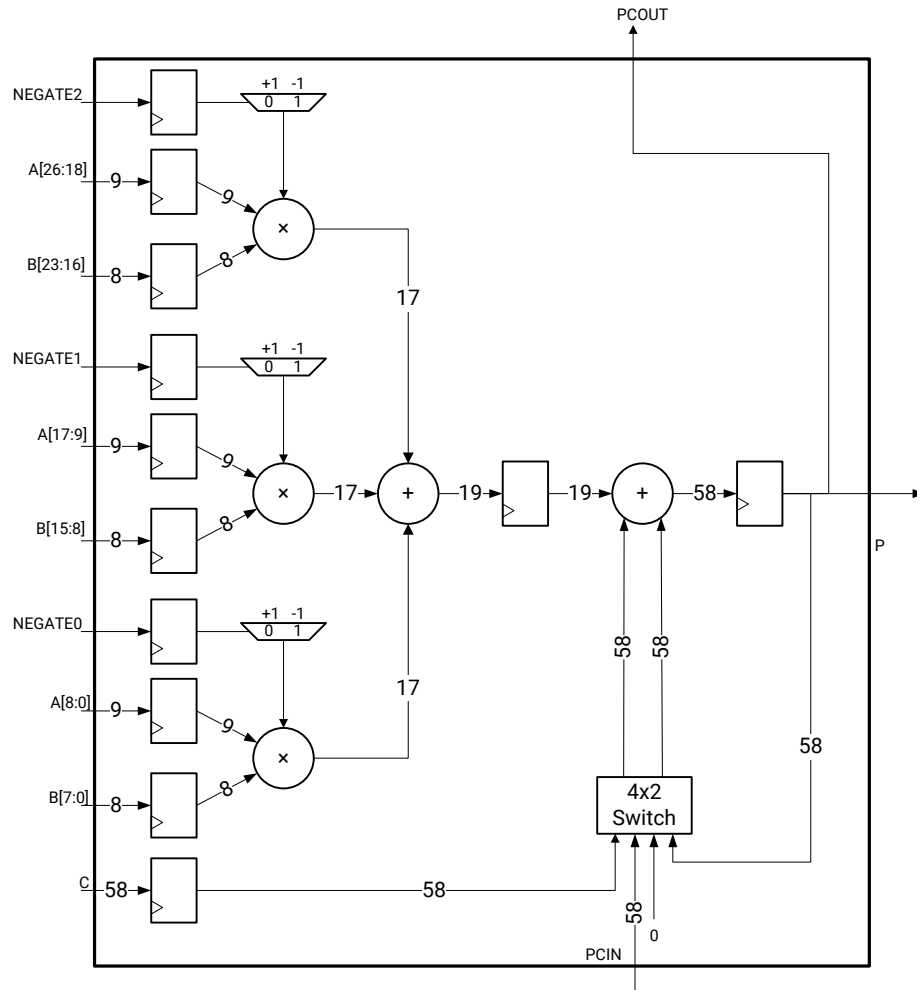 PCOUT
NEGATE2
+1 -1
0 1
A[26:18]
9
9
×
B[23:16]
8
8
17
NEGATE1
+1 -1
0 1
A[17:9]
9
9
×
17
+
19
19
+
58
B[15:8]
8
8
P
NEGATE0
+1 -1
0 1
58
58
A[8:0]
9
9
17
×
58
B[7:0]
8
8
4x2
Switch
C
58
58
58
0
PCIN